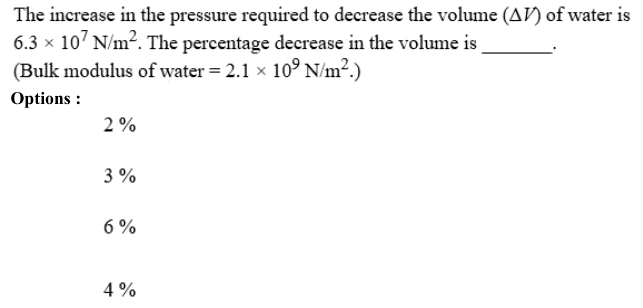 The increase in the pressure required to decrease the volume (ΔV) of water is
6.3 × 10⁷ N/m². The percentage decrease in the volume is ________.
(Bulk modulus of water = 2.1 × 10⁹ N/m².)
Options :
2 %
3 %
6 %
4 %